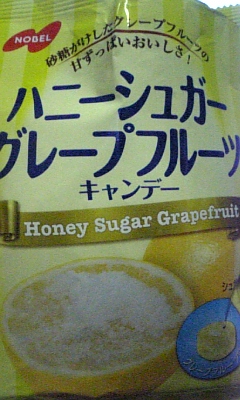 NOBEL
砂糖がけしたグレープフルーツの
甘ずっぱいおいしさ!
ハニーシュガー
グレープフルーツ
キャンデー
Honey Sugar Grapefruit
シュ